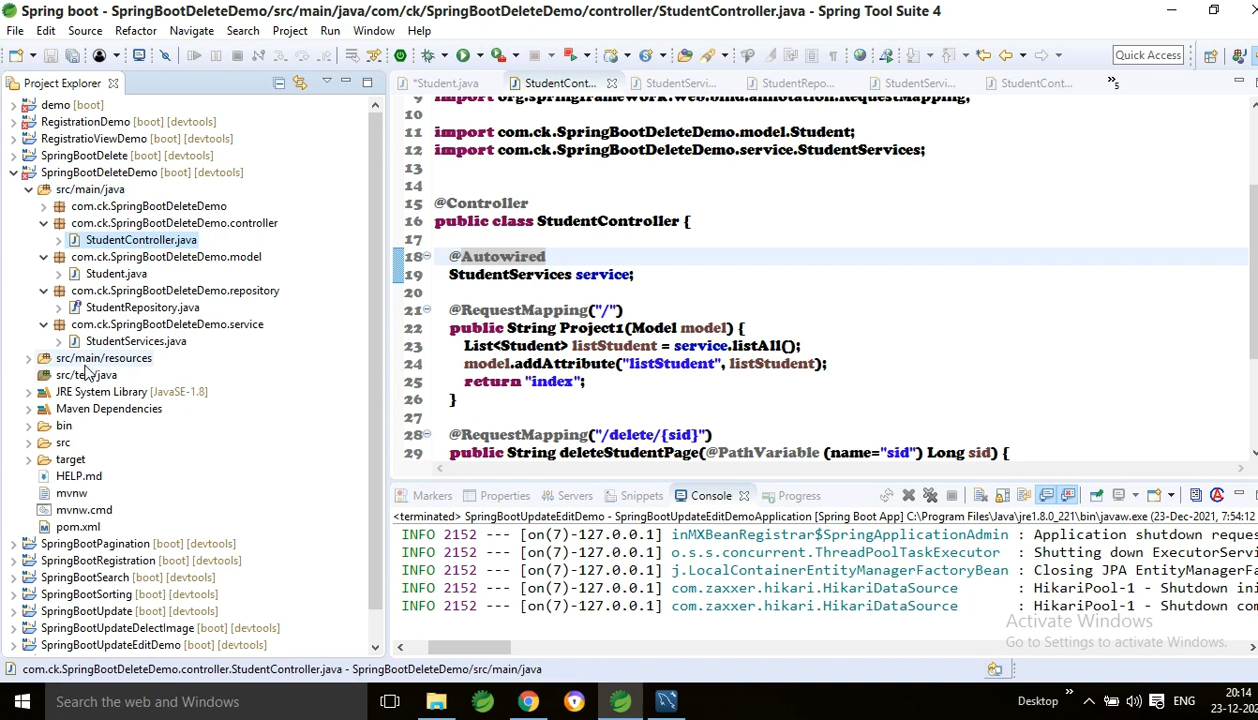 Spring boot - SpringBootDeleteDemo/src/main/java/com/ck/SpringBootDeleteDemo/controller/StudentController.java - Spring Tool Suite 4
File Edit Source Refactor Navigate Search Project Run Window Help
Quick Access
Project Explorer
*Student.java StudentCont... StudentServi... StudentRepo... StudentServi... StudentCont... »5
demo [boot]
RegistrationDemo [boot] [devtools]
RegistratioViewDemo [boot] [devtools]
SpringBootDelete [boot] [devtools]
SpringBootDeleteDemo [boot] [devtools]
src/main/java
com.ck.SpringBootDeleteDemo
com.ck.SpringBootDeleteDemo.controller
StudentController.java
com.ck.SpringBootDeleteDemo.model
Student.java
com.ck.SpringBootDeleteDemo.repository
StudentRepository.java
com.ck.SpringBootDeleteDemo.service
StudentServices.java
src/main/resources
JRE System Library [JavaSE-1.8]
Maven Dependencies
bin
src
target
HELP.md
mvnw
mvnw.cmd
pom.xml
SpringBootPagination [boot] [devtools]
SpringBootRegistration [boot] [devtools]
SpringBootSearch [boot] [devtools]
SpringBootSorting [boot] [devtools]
SpringBootUpdate [boot] [devtools]
SpringBootUpdateDelectImage [boot] [devtools]
SpringBootUpdateEditDemo [boot] [devtools]
9 import org.springframework.web.bind.annotation.RequestMapping;
10
11 import com.ck.SpringBootDeleteDemo.model.Student;
12 import com.ck.SpringBootDeleteDemo.service.StudentServices;
13
14
15 @Controller
16 public class StudentController {
17
18 @Autowired
19 StudentServices service;
20
21 @RequestMapping("/")
22 public String Project1(Model model) {
23 List<Student> listStudent = service.listAll();
24 model.addAttribute("listStudent", listStudent);
25 return "index";
26 }
27
28 @RequestMapping("/delete/{sid}")
29 public String deleteStudentPage(@PathVariable (name="sid") Long sid) {
Markers Properties Servers Snippets Console Progress
<terminated> SpringBootUpdateEditDemo - SpringBootUpdateEditDemoApplication [Spring Boot App] C:\Program Files\Java\jre1.8.0_221\bin\javaw.exe (23-Dec-2021, 7:54:12
INFO 2152 --- [on(7)-127.0.0.1] inMXBeanRegistrar$SpringApplicationAdmin : Application shutdown reques
INFO 2152 --- [on(7)-127.0.0.1] o.s.s.concurrent.ThreadPoolTaskExecutor : Shutting down ExecutorServi
INFO 2152 --- [on(7)-127.0.0.1] j.LocalContainerEntityManagerFactoryBean : Closing JPA EntityManagerFa
INFO 2152 --- [on(7)-127.0.0.1] com.zaxxer.hikari.HikariDataSource : HikariPool-1 - Shutdown ini
INFO 2152 --- [on(7)-127.0.0.1] com.zaxxer.hikari.HikariDataSource : HikariPool-1 - Shutdown com
Activate Windows
Go to Settings to activate Windows.
com.ck.SpringBootDeleteDemo.controller.StudentController.java - SpringBootDeleteDemo/src/main/java
Search the web and Windows
Desktop » ENG 20:14
23-12-202